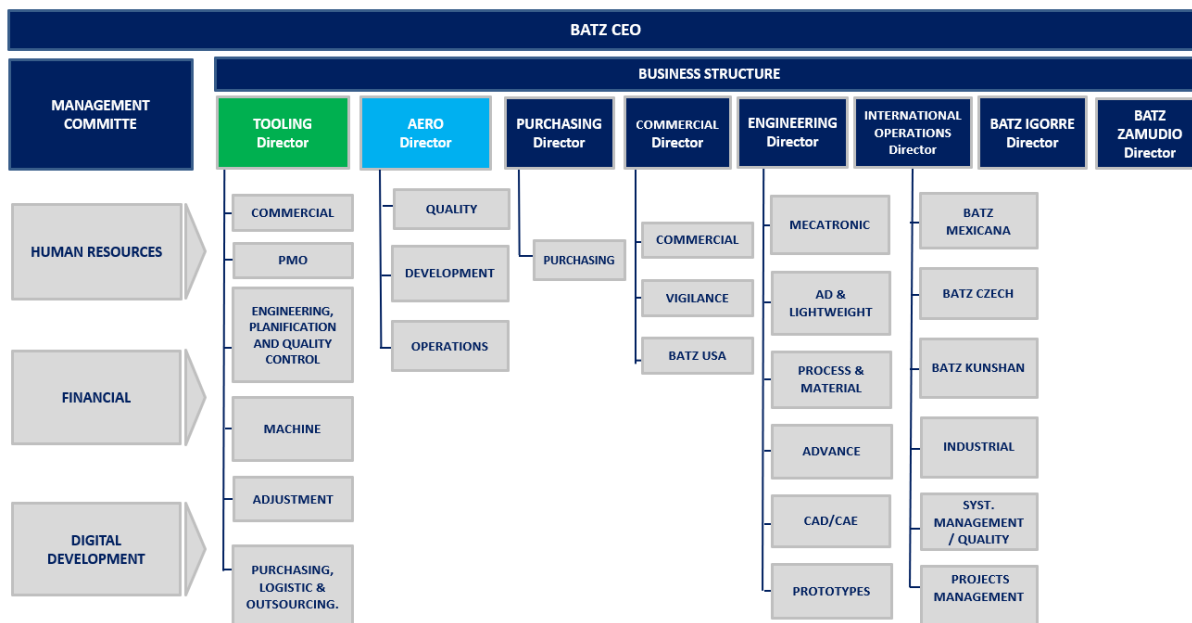 BATZ CEO
MANAGEMENT
COMMITTE
BUSINESS STRUCTURE
TOOLING
Director
AERO
Director
PURCHASING
Director
COMMERCIAL
Director
ENGINEERING
Director
INTERNATIONAL
OPERATIONS
Director
BATZ IGORRE
Director
BATZ
ZAMUDIO
Director
HUMAN RESOURCES
FINANCIAL
DIGITAL
DEVELOPMENT
COMMERCIAL
PMO
ENGINEERING,
PLANIFICATION
AND QUALITY
CONTROL
MACHINE
ADJUSTMENT
PURCHASING,
LOGISTIC &
OUTSOURCING.
QUALITY
DEVELOPMENT
OPERATIONS
PURCHASING
COMMERCIAL
VIGILANCE
BATZ USA
MECATRONIC
AD &
LIGHTWEIGHT
PROCESS &
MATERIAL
ADVANCE
CAD/CAE
PROTOTYPES
BATZ
MEXICANA
BATZ CZECH
BATZ KUNSHAN
INDUSTRIAL
SYST.
MANAGEMENT
/ QUALITY
PROJECTS
MANAGEMENT